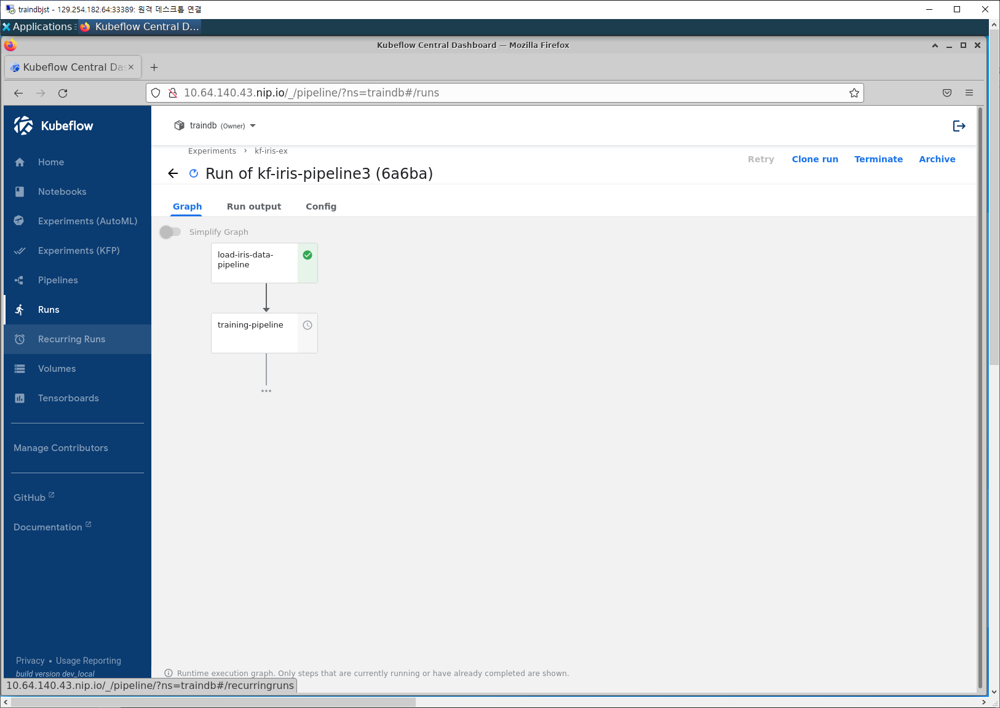 traindbjst - 129.254.182.64:33389: 원격 데스크톱 연결
Applications
Kubeflow Central D...
Kubeflow Central Dashboard — Mozilla Firefox
Kubeflow Central Das
10.64.140.43.nip.io/_/pipeline/?ns=traindb#/runs
Kubeflow
Home
Notebooks
Experiments (AutoML)
Experiments (KFP)
Pipelines
Runs
Recurring Runs
Volumes
Tensorboards
Manage Contributors
GitHub
Documentation
Privacy • Usage Reporting
build version dev_local
traindb (Owner)
Experiments > kf-iris-ex
Retry Clone run Terminate Archive
Run of kf-iris-pipeline3 (6a6ba)
Graph Run output Config
Simplify Graph
load-iris-data-
pipeline
training-pipeline
Runtime execution graph. Only steps that are currently running or have already completed are shown.
10.64.140.43.nip.io/_/pipeline/?ns=traindb#/recurringruns